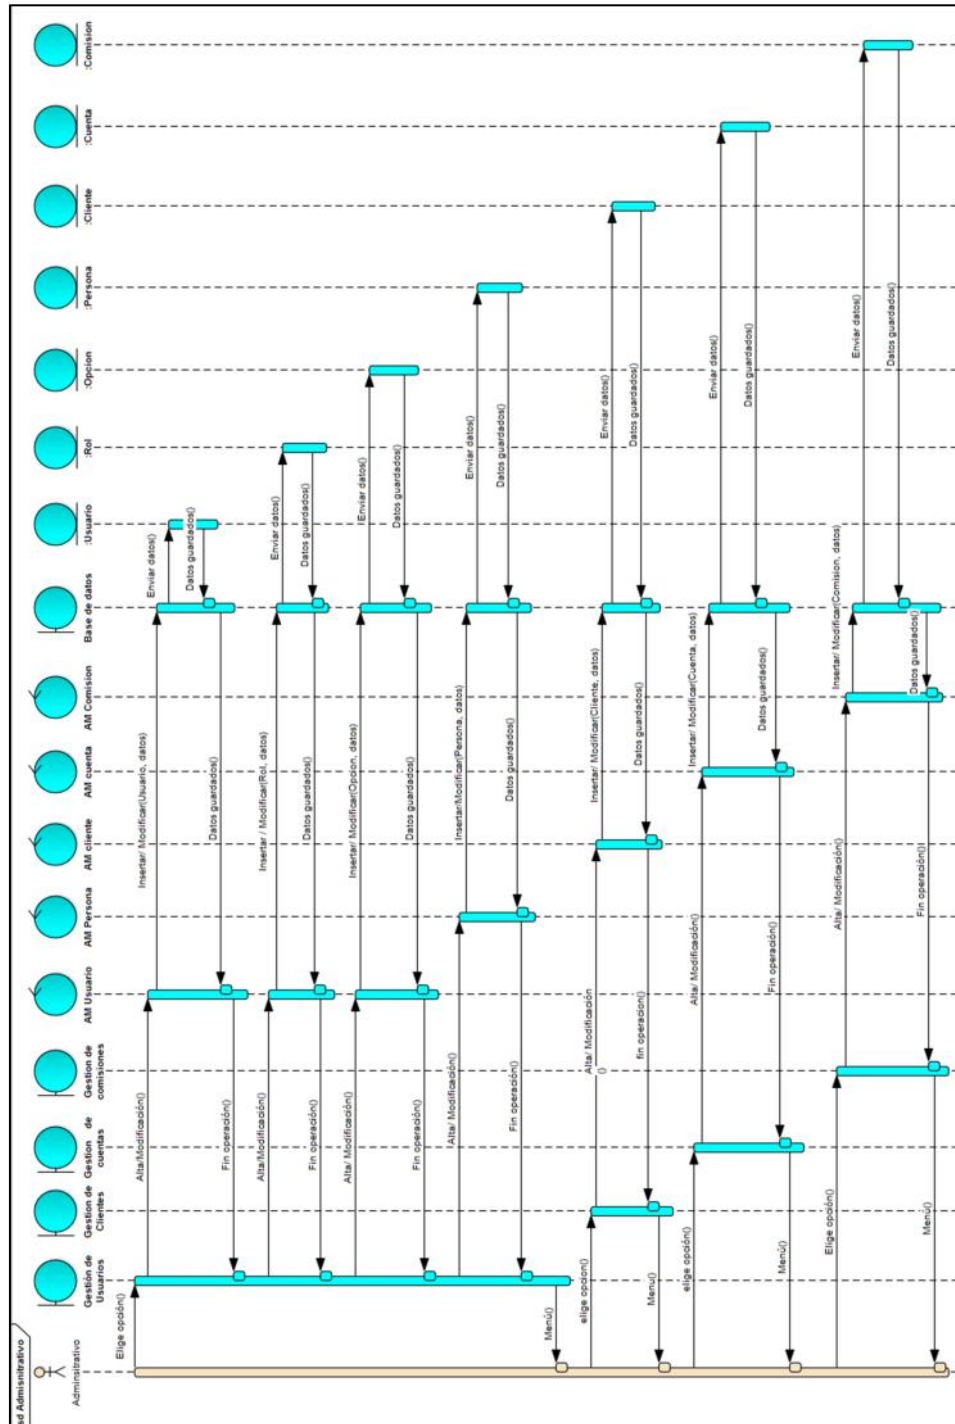 sd Admisnitrativo
Adminsitrativo
Gestión de
Usuarios
Gestion de
Clientes
Gestion de
cuentas
Gestion de
comisiones
AM Usuario
AM Persona
AM cliente
AM cuenta
AM Comision
Base de datos
:Usuario
:Rol
:Opcion
:Persona
:Cliente
:Cuenta
:Comision
Elige opción()
Alta/Modificación()
Insertar/ Modificar(Usuario, datos)
Enviar datos()
Datos guardados()
Datos guardados()
Fin operación()
Alta/Modificación()
Insertar / Modificar(Rol, datos)
Enviar datos()
Datos guardados()
Datos guardados()
Fin operación()
Alta/ Modificación()
Insertar/ Modificar(Opcion, datos)
Enviar datos()
Datos guardados()
Datos guardados()
Fin operación()
Alta/ Modificación()
Insertar/Modificar(Persona, datos)
Enviar datos()
Datos guardados()
Datos guardados()
Fin operación()
Menú()
elige opcion()
Alta/ Modificación
()
Insertar/ Modificar(Cliente, datos)
Enviar datos()
Datos guardados()
Datos guardados()
fin operacion()
Menu()
elige opción()
Alta/ Modificación()
Insertar/ Modificar(Cuenta, datos)
Enviar datos()
Datos guardados()
Datos guardados()
Fin operación()
Menú()
Elige opción()
Alta/ Modificación()
Insertar/ Modificar(Comision, datos)
Enviar datos()
Datos guardados()
Datos guardados()
Fin operación()
Menú()